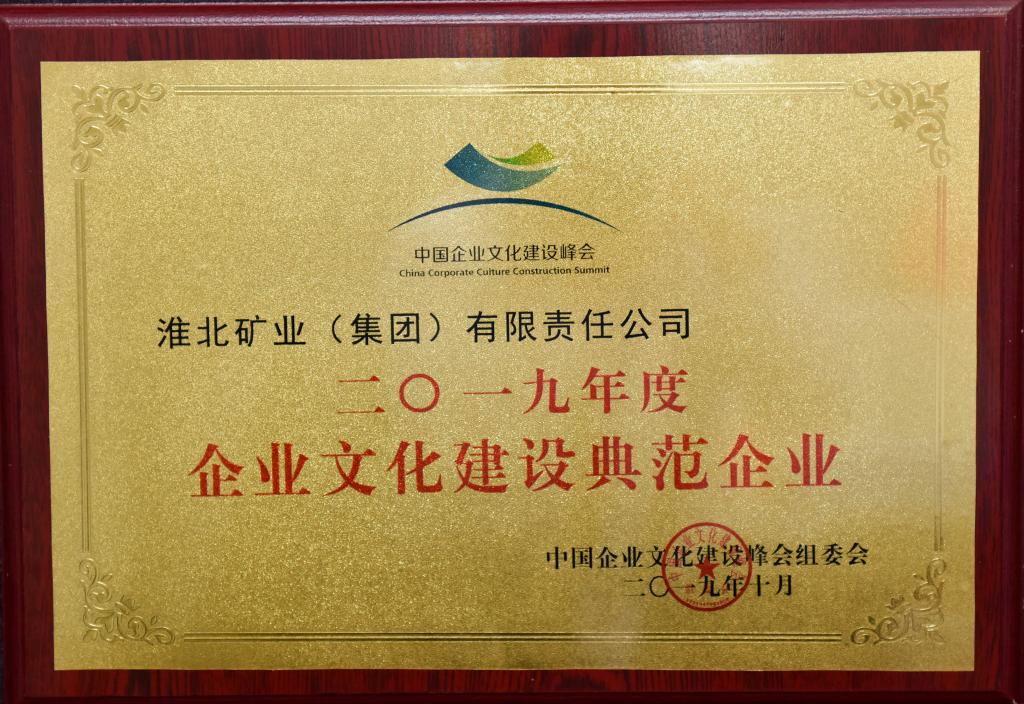 中国企业文化建设峰会
China Corporate Culture Construction Summit
淮北矿业（集团）有限责任公司
二〇一九年度
企业文化建设典范企业
中国企业文化建设峰会组委会
二〇一九年十月